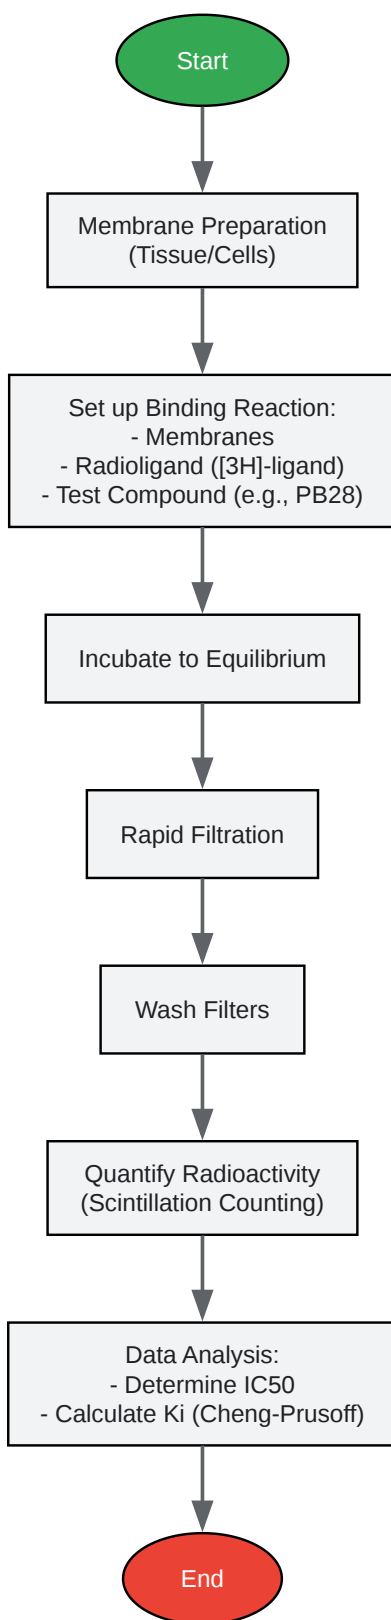 Start
Membrane Preparation
(Tissue/Cells)
Set up Binding Reaction:
- Membranes
- Radioligand ([3H]-ligand)
- Test Compound (e.g., PB28)
Incubate to Equilibrium
Rapid Filtration
Wash Filters
Quantify Radioactivity
(Scintillation Counting)
Data Analysis:
- Determine IC50
- Calculate Ki (Cheng-Prusoff)
End